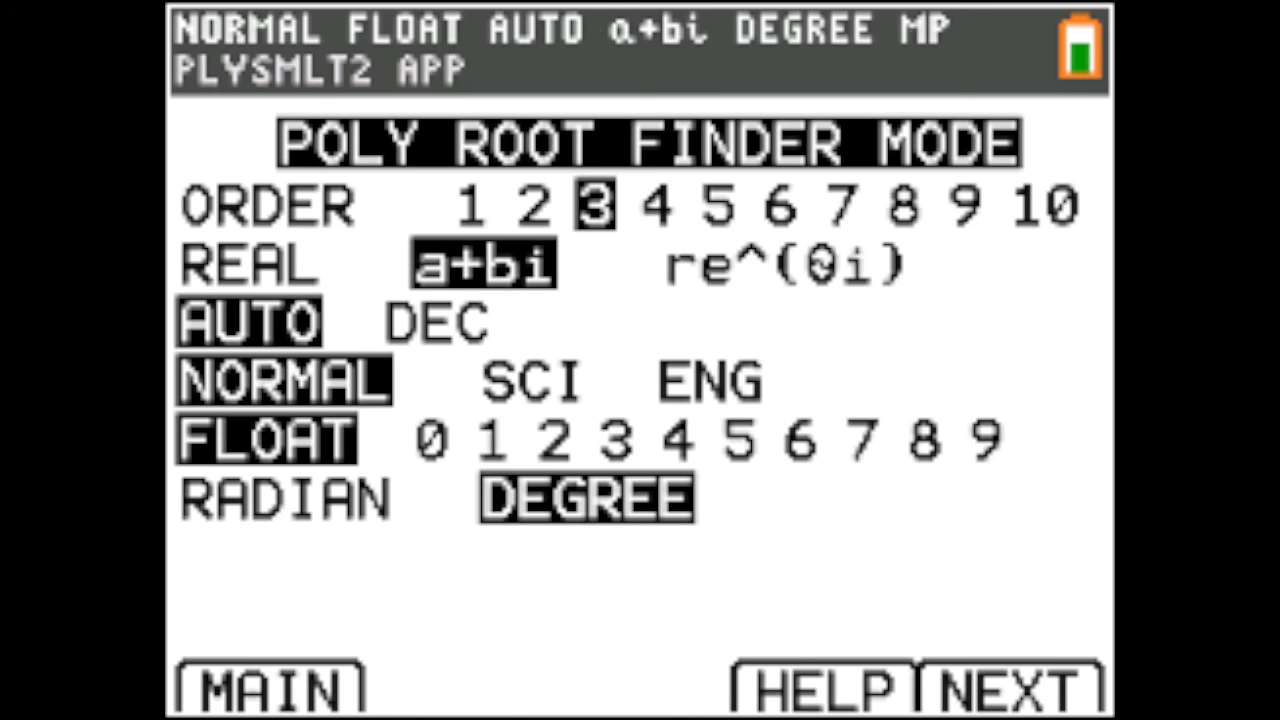 NORMAL FLOAT AUTO a+bi DEGREE MP
PLYSMLT2 APP
POLY ROOT FINDER MODE
ORDER 1 2 3 4 5 6 7 8 9 10
REAL a+bi re^(θi)
AUTO DEC
NORMAL SCI ENG
FLOAT 0 1 2 3 4 5 6 7 8 9
RADIAN DEGREE
MAIN HELP NEXT